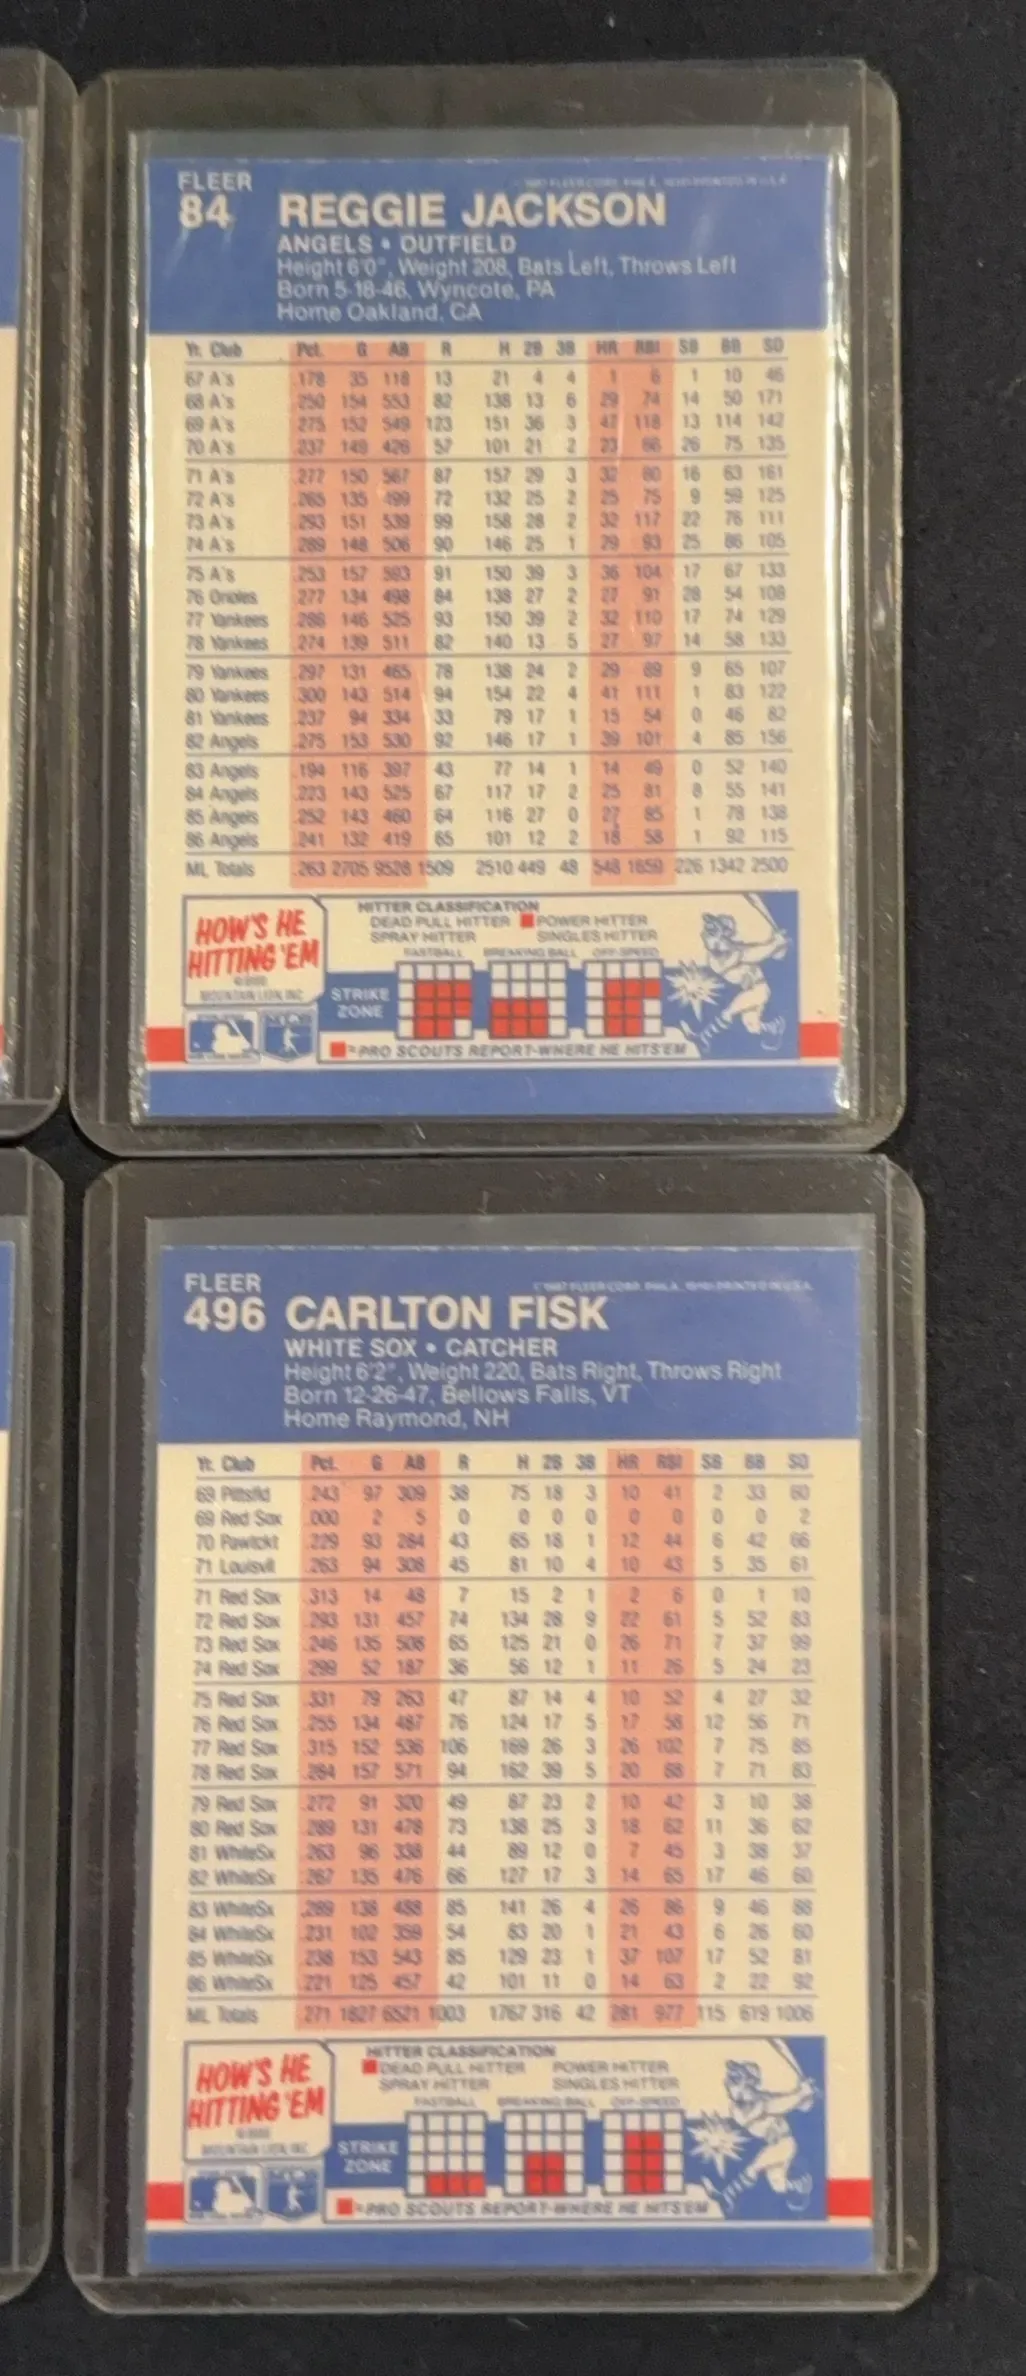 FLEER
84 REGGIE JACKSON
ANGELS • OUTFIELD
Height 6'0", Weight 208, Bats Left, Throws Left
Born 5-18-46, Wyncote, PA
Home Oakland, CA
Yr. Club Pct. G AB R H 2B 3B HR RBI SB BB SO
67 A's .178 35 118 13 21 4 4 1 6 1 10 46
68 A's .250 154 553 82 138 13 6 29 74 14 50 171
69 A's .275 152 549 123 151 36 3 47 118 13 114 142
70 A's .237 149 426 57 101 21 2 23 66 26 75 135
71 A's .277 150 567 87 157 29 3 32 80 16 63 161
72 A's .265 135 499 72 132 25 2 25 75 9 59 125
73 A's .293 151 539 99 158 28 2 32 117 22 76 111
74 A's .289 148 506 90 146 25 1 29 93 25 86 105
75 A's .253 157 593 91 150 39 3 36 104 17 67 133
76 Orioles .277 134 498 84 138 27 2 27 91 28 54 108
77 Yankees .286 146 525 93 150 39 2 32 110 17 74 129
78 Yankees .274 139 511 82 140 13 5 27 97 14 58 133
79 Yankees .297 131 465 78 138 24 2 29 89 9 65 107
80 Yankees .300 143 514 94 154 22 4 41 111 1 83 122
81 Yankees .237 94 334 33 79 17 1 15 54 0 46 82
82 Angels .275 153 530 92 146 17 1 39 101 4 85 156
83 Angels .194 116 397 43 77 14 1 14 49 0 52 140
84 Angels .223 143 525 67 117 17 2 25 81 8 55 141
85 Angels .252 143 460 64 116 27 0 27 85 1 78 138
86 Angels .241 132 419 65 101 12 2 18 58 1 92 115
ML Totals .263 2705 9528 1509 2510 449 48 548 1659 226 1342 2500
HOW'S HE
HITTING 'EM
MOUNTAIN LION, INC.
HITTER CLASSIFICATION
DEAD PULL HITTER POWER HITTER
SPRAY HITTER SINGLES HITTER
FASTBALL BREAKING BALL OFF-SPEED
STRIKE
ZONE
=PRO SCOUTS REPORT-WHERE HE HITS 'EM
FLEER
496 CARLTON FISK
WHITE SOX • CATCHER
Height 6'2", Weight 220, Bats Right, Throws Right
Born 12-26-47, Bellows Falls, VT
Home Raymond, NH
Yr. Club Pct. G AB R H 2B 3B HR RBI SB BB SO
69 Pittsfld .243 97 309 38 75 18 3 10 41 2 33 60
69 Red Sox .000 2 5 0 0 0 0 0 0 0 0 2
70 Pawtckt .229 93 284 43 65 18 1 12 44 6 42 66
71 Louisvil .263 94 308 45 81 10 4 10 43 5 35 61
71 Red Sox .313 14 48 7 15 2 1 2 6 0 1 10
72 Red Sox .293 131 457 74 134 28 9 22 61 5 52 83
73 Red Sox .246 135 508 65 125 21 0 26 71 7 37 99
74 Red Sox .299 52 187 36 56 12 1 11 26 5 24 23
75 Red Sox .331 79 263 47 87 14 4 10 52 4 27 32
76 Red Sox .255 134 487 76 124 17 5 17 58 12 56 71
77 Red Sox .315 152 536 106 169 26 3 26 102 7 75 85
78 Red Sox .284 157 571 94 162 39 5 20 88 7 71 83
79 Red Sox .272 91 320 49 87 23 2 10 42 3 10 38
80 Red Sox .289 131 478 73 138 25 3 18 62 11 36 62
81 WhiteSx .263 96 338 44 89 12 0 7 45 3 38 37
82 WhiteSx .267 135 476 66 127 17 3 14 65 17 46 60
83 WhiteSx .289 138 488 85 141 26 4 26 86 9 46 88
84 WhiteSx .231 102 359 54 83 20 1 21 43 6 26 60
85 WhiteSx .238 153 543 85 129 23 1 37 107 17 52 81
86 WhiteSx .221 125 457 42 101 11 0 14 63 2 22 92
ML Totals .271 1827 6521 1003 1767 316 42 281 977 115 619 1006
HOW'S HE
HITTING 'EM
MOUNTAIN LION, INC.
HITTER CLASSIFICATION
DEAD PULL HITTER POWER HITTER
SPRAY HITTER SINGLES HITTER
FASTBALL BREAKING BALL OFF-SPEED
STRIKE
ZONE
=PRO SCOUTS REPORT-WHERE HE HITS 'EM